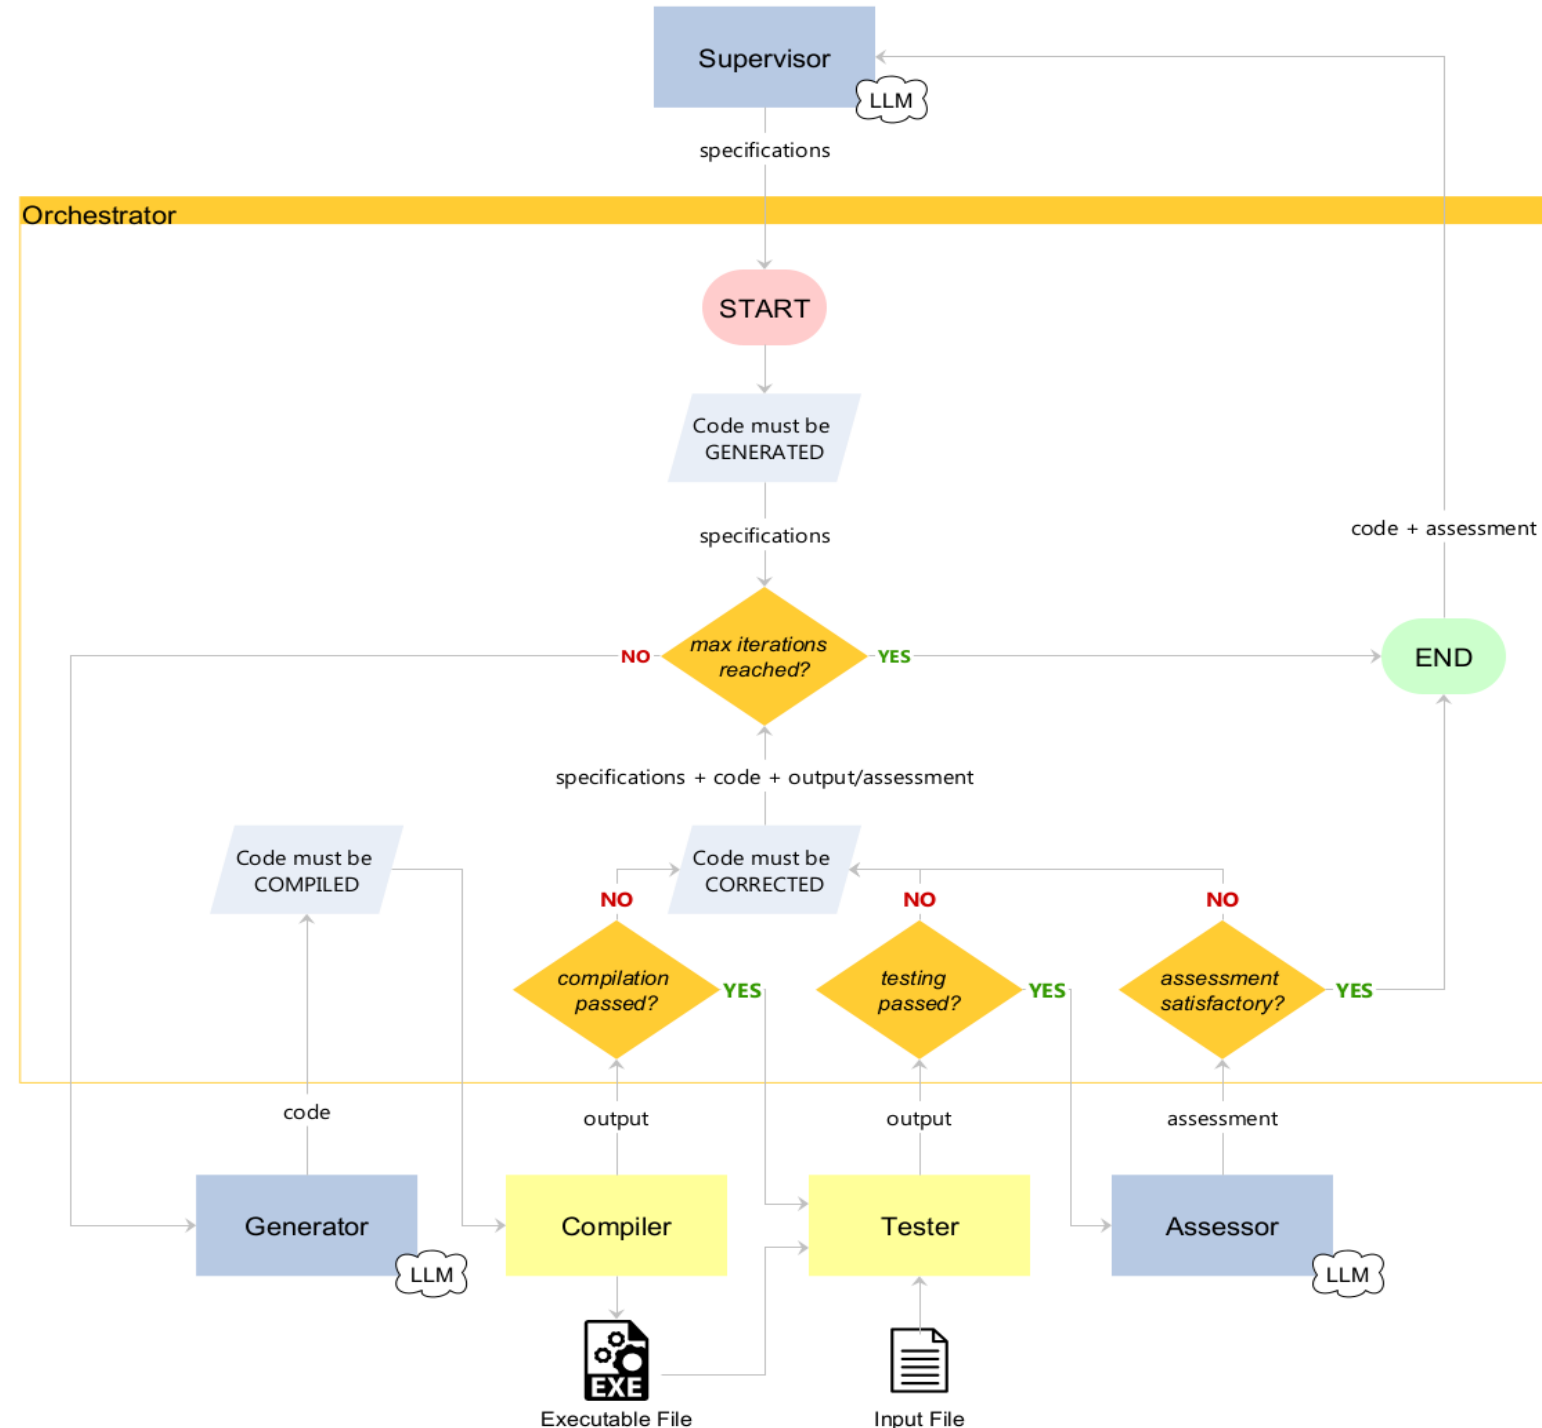 Supervisor
LLM
specifications
Orchestrator
START
Code must be
GENERATED
specifications
code + assessment
max iterations
reached?
NO
YES
END
specifications + code + output/assessment
Code must be
COMPILED
Code must be
CORRECTED
NO
NO
NO
compilation
passed?
YES
testing
passed?
YES
assessment
satisfactory?
YES
code
output
output
assessment
Generator
LLM
Compiler
Tester
Assessor
LLM
EXE
Executable File
Input File